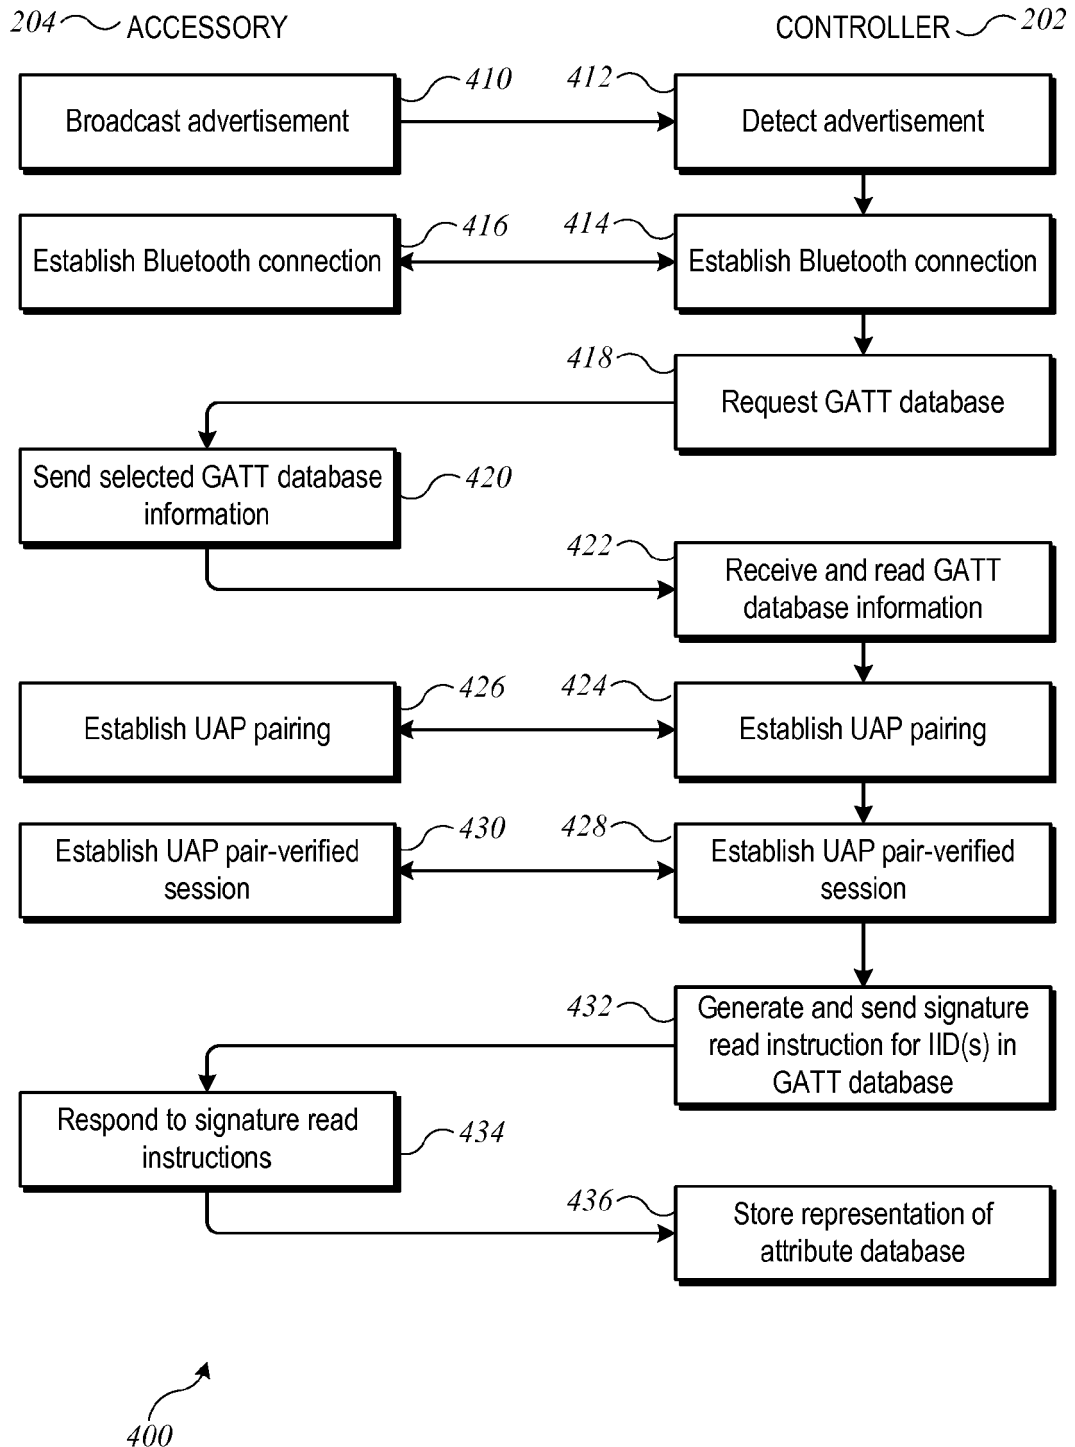 204 ACCESSORY
CONTROLLER 202
410
412
Broadcast advertisement
Detect advertisement
416
414
Establish Bluetooth connection
Establish Bluetooth connection
418
Request GATT database
Send selected GATT database
information
420
422
Receive and read GATT
database information
426
424
Establish UAP pairing
Establish UAP pairing
430
428
Establish UAP pair-verified
session
Establish UAP pair-verified
session
432
Generate and send signature
read instruction for IID(s) in
GATT database
Respond to signature read
instructions
434
436
Store representation of
attribute database
400